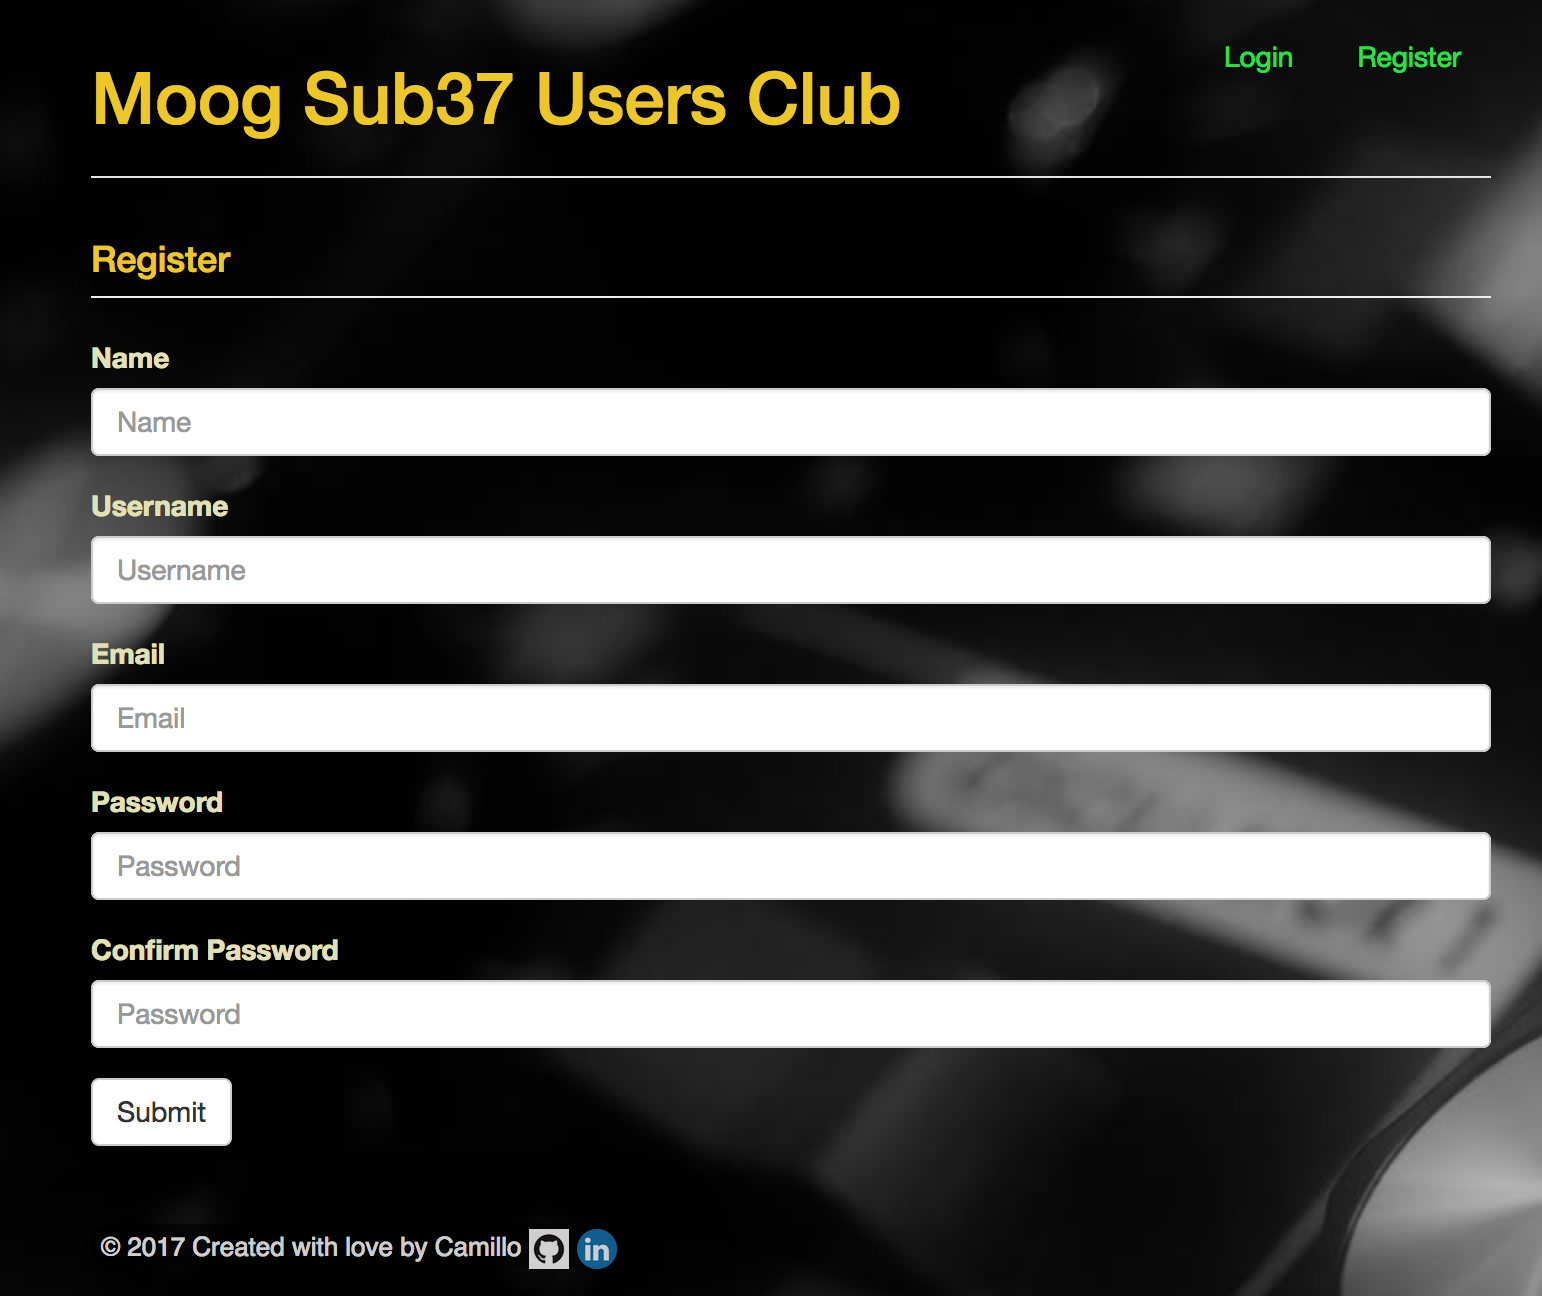 Login Register
Moog Sub37 Users Club
Register
Name
Name
Username
Username
Email
Email
Password
Password
Confirm Password
Password
Submit
© 2017 Created with love by Camillo in